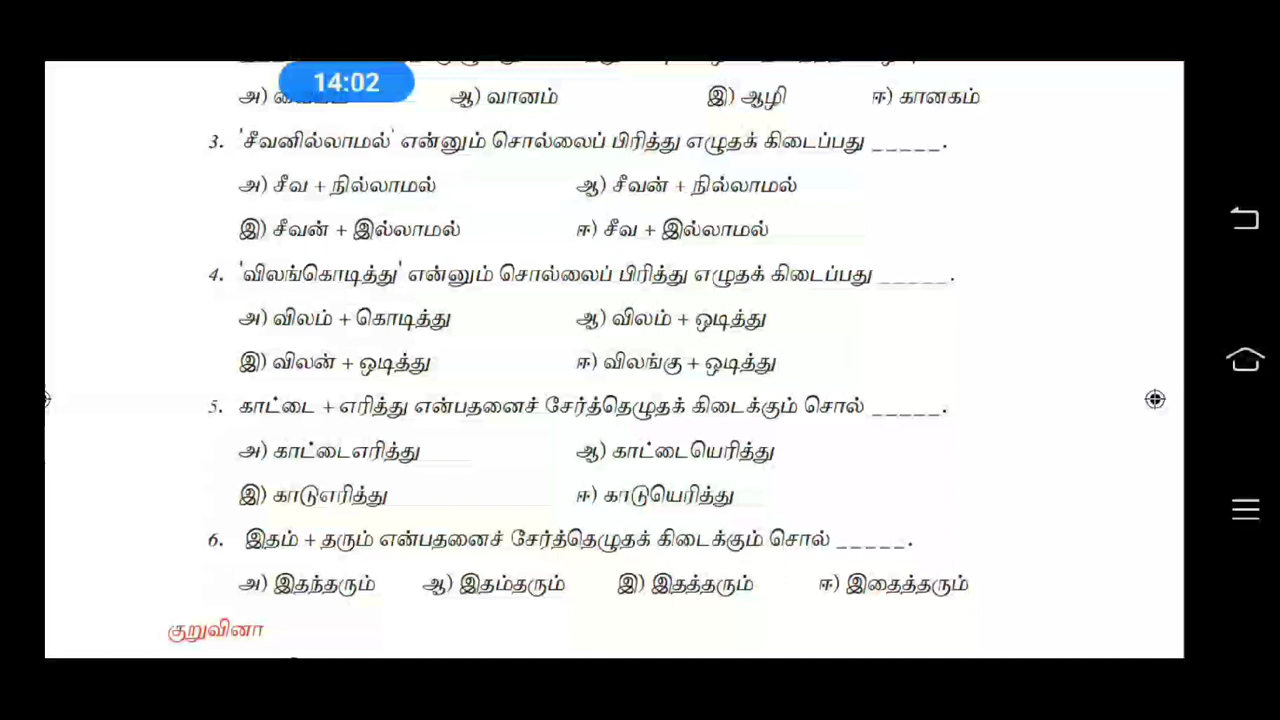 14:02
அ) ஆ) வானம் இ) ஆழி ஈ) கானகம்
3. 'சீவனில்லாமல்' என்னும் சொல்லைப் பிரித்து எழுதக் கிடைப்பது _____.
அ) சீவ + நில்லாமல் ஆ) சீவன் + நில்லாமல்
இ) சீவன் + இல்லாமல் ஈ) சீவ + இல்லாமல்
4. 'விலங்கொடித்து' என்னும் சொல்லைப் பிரித்து எழுதக் கிடைப்பது _____.
அ) விலம் + கொடித்து ஆ) விலம் + ஒடித்து
இ) விலன் + ஒடித்து ஈ) விலங்கு + ஒடித்து
5. காட்டை + எரித்து என்பதனைச் சேர்த்தெழுதக் கிடைக்கும் சொல் _____.
அ) காட்டைஎரித்து ஆ) காட்டையெரித்து
இ) காடுஎரித்து ஈ) காடுயெரித்து
6. இதம் + தரும் என்பதனைச் சேர்த்தெழுதக் கிடைக்கும் சொல் _____.
அ) இதந்தரும் ஆ) இதம்தரும் இ) இதத்தரும் ஈ) இதைத்தரும்
குறுவினா